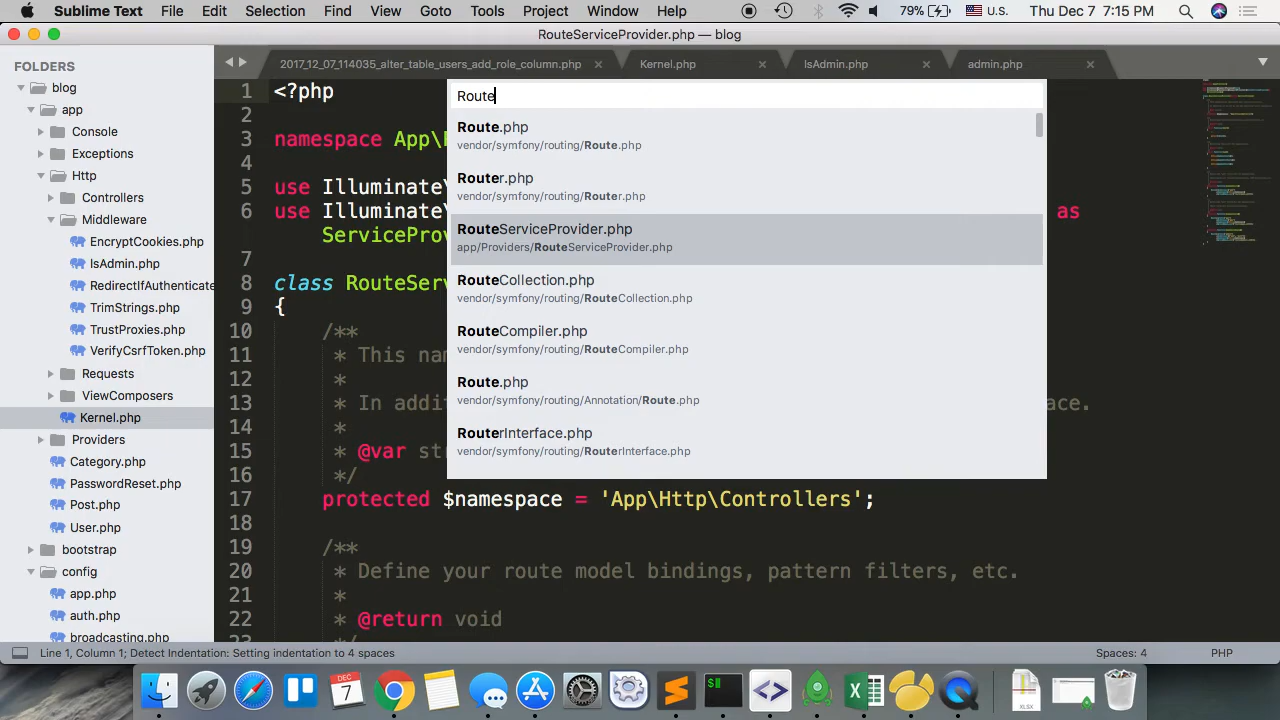 Sublime Text File Edit Selection Find View Goto Tools Project Window Help 79% U.S. Thu Dec 7 7:15 PM
RouteServiceProvider.php — blog
FOLDERS
blog
app
Console
Exceptions
Http
Controllers
Middleware
EncryptCookies.php
IsAdmin.php
RedirectIfAuthenticate
TrimStrings.php
TrustProxies.php
VerifyCsrfToken.php
Requests
ViewComposers
Kernel.php
Providers
Category.php
PasswordReset.php
Post.php
User.php
bootstrap
config
app.php
auth.php
broadcasting.php
2017_12_07_114035_alter_table_users_add_role_column.php × Kernel.php × IsAdmin.php × admin.php ×
Route
Route.php
vendor/symfony/routing/Route.php
Router.php
vendor/symfony/routing/Router.php
RouteServiceProvider.php
app/Providers/RouteServiceProvider.php
RouteCollection.php
vendor/symfony/routing/RouteCollection.php
RouteCompiler.php
vendor/symfony/routing/RouteCompiler.php
Route.php
vendor/symfony/routing/Annotation/Route.php
RouterInterface.php
vendor/symfony/routing/RouterInterface.php
1 <?php
2
3 namespace App\
4
5 use Illuminate\
6 use Illuminate\ as
ServicePro
7
8 class RouteServ
9 {
10 /**
11 * This na
12 *
13 * In addi ce.
14 *
15 * @var str
16 */
17 protected $namespace = 'App\Http\Controllers';
18
19 /**
20 * Define your route model bindings, pattern filters, etc.
21 *
22 * @return void
23 */
Line 1, Column 1; Detect Indentation: Setting indentation to 4 spaces Spaces: 4 PHP
DEC
7
XLSX